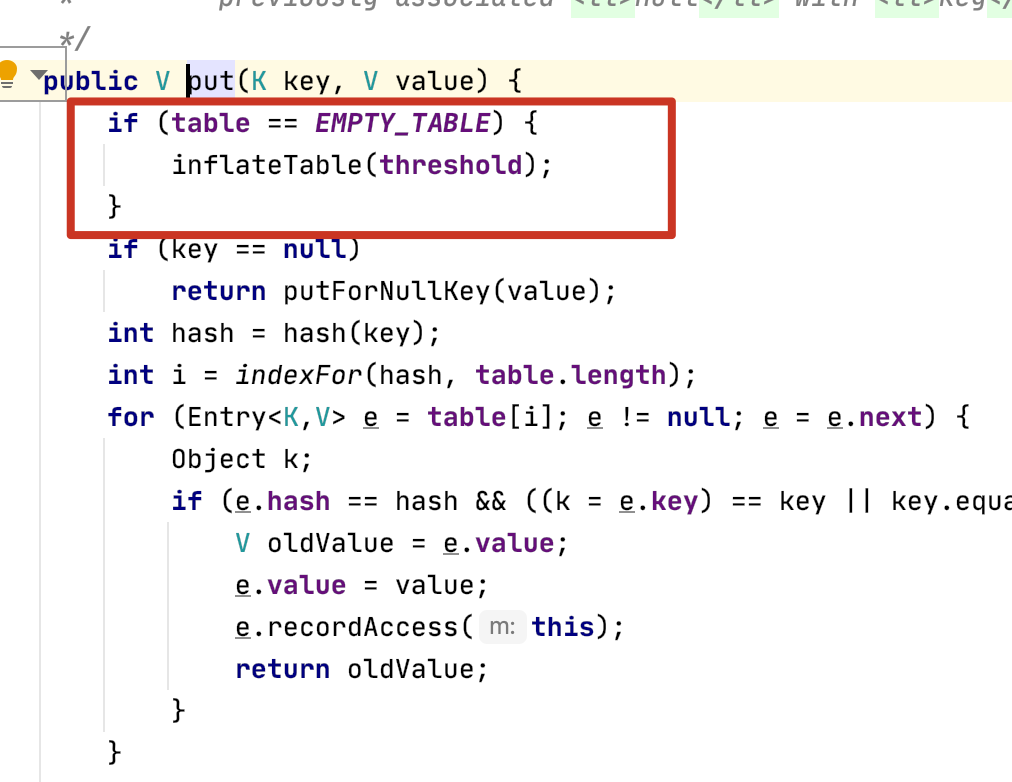 * previously associated <tt>null</tt> with <tt>key</
*/
public V put(K key, V value) {
if (table == EMPTY_TABLE) {
inflateTable(threshold);
}
if (key == null)
return putForNullKey(value);
int hash = hash(key);
int i = indexFor(hash, table.length);
for (Entry<K,V> e = table[i]; e != null; e = e.next) {
Object k;
if (e.hash == hash && ((k = e.key) == key || key.equa
V oldValue = e.value;
e.value = value;
e.recordAccess( m: this);
return oldValue;
}
}